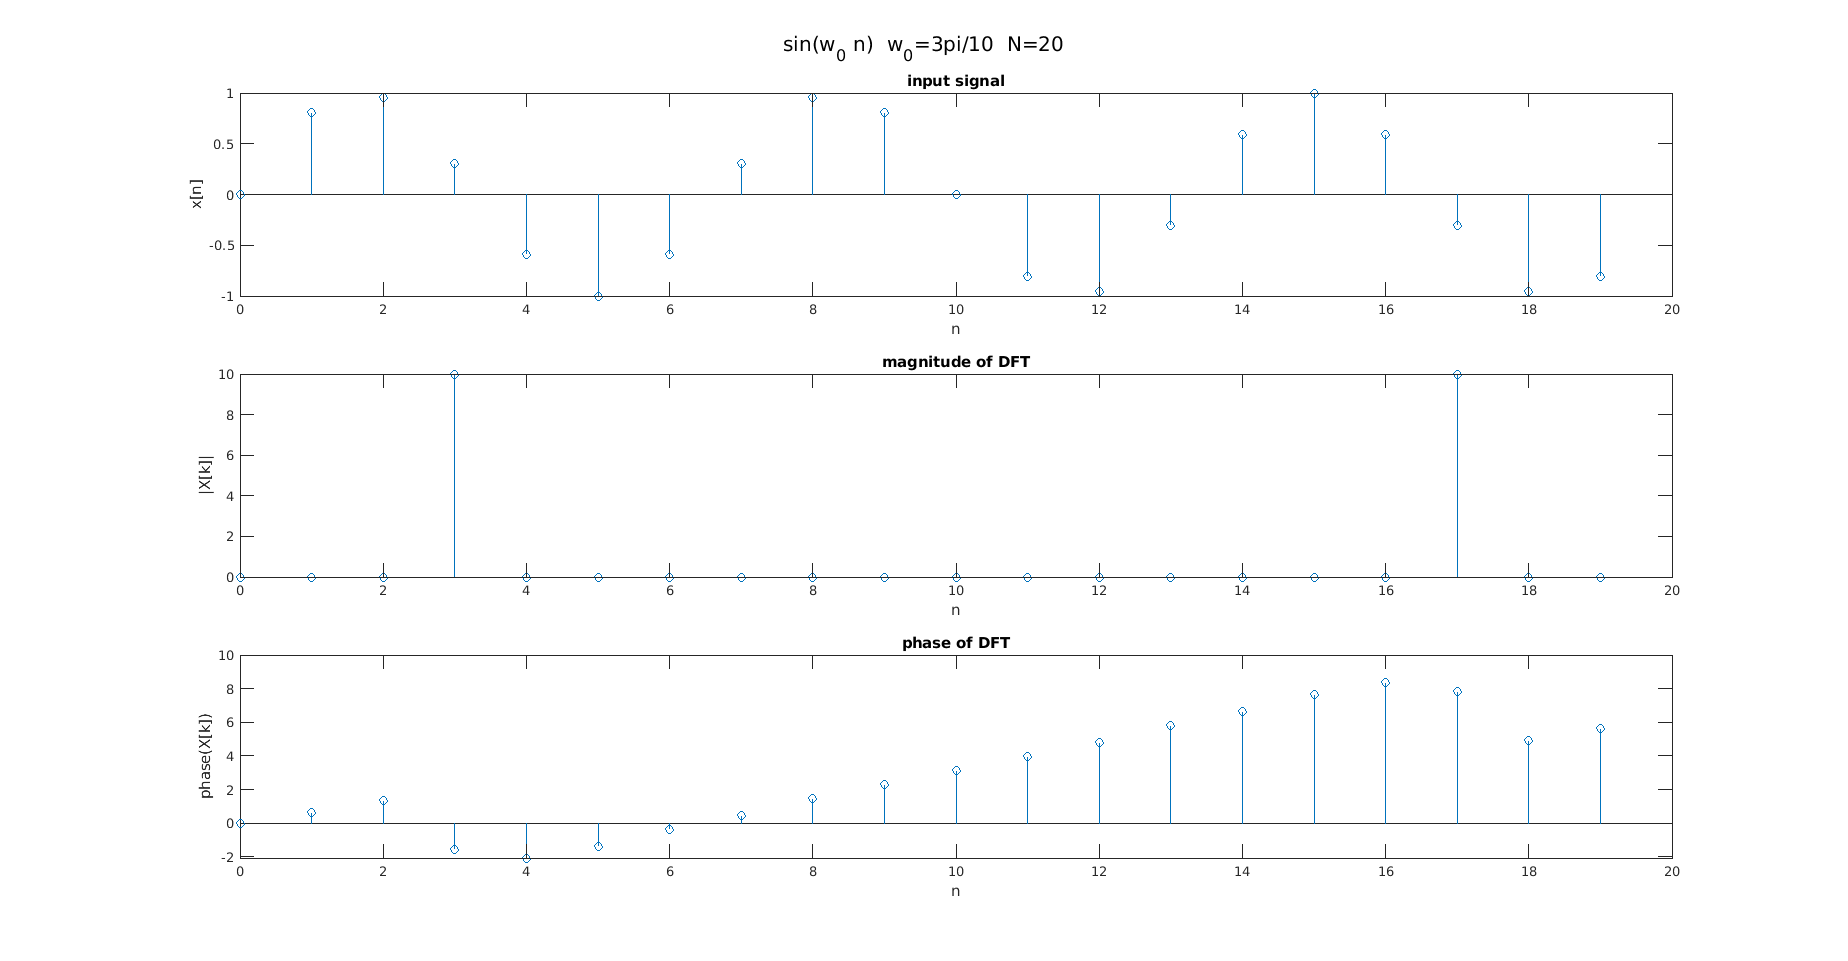 sin(w0 n)  w0=3pi/10  N=20
input signal
1
0.5
0
-0.5
-1
x[n]
0 2 4 6 8 10 12 14 16 18 20
n
magnitude of DFT
10
8
6
4
2
0
|X[k]|
0 2 4 6 8 10 12 14 16 18 20
n
phase of DFT
10
8
6
4
2
0
-2
phase(X[k])
0 2 4 6 8 10 12 14 16 18 20
n